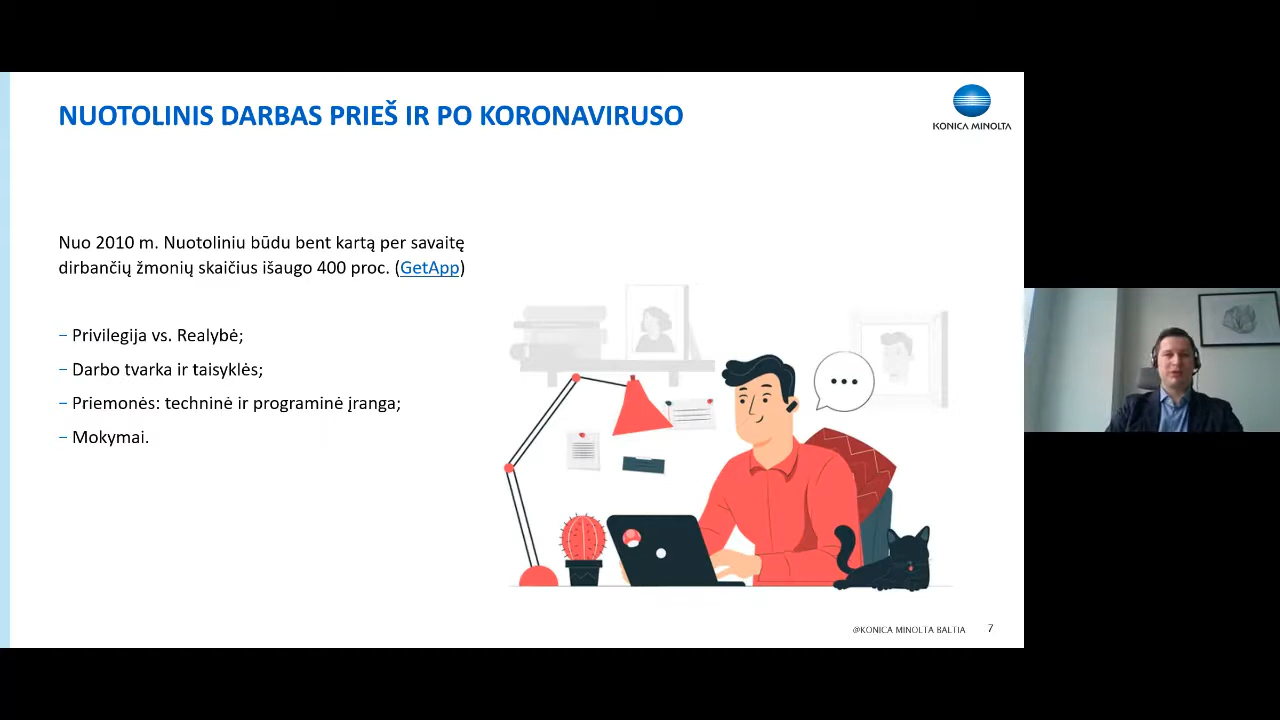 NUOTOLINIS DARBAS PRIEŠ IR PO KORONAVIRUSO
KONICA MINOLTA
Nuo 2010 m. Nuotoliniu būdu bent kartą per savaitę
dirbančių žmonių skaičius išaugo 400 proc. (GetApp)
− Privilegija vs. Realybė;
− Darbo tvarka ir taisyklės;
− Priemonės: techninė ir programinė įranga;
− Mokymai.
@KONICA MINOLTA BALTIA 7